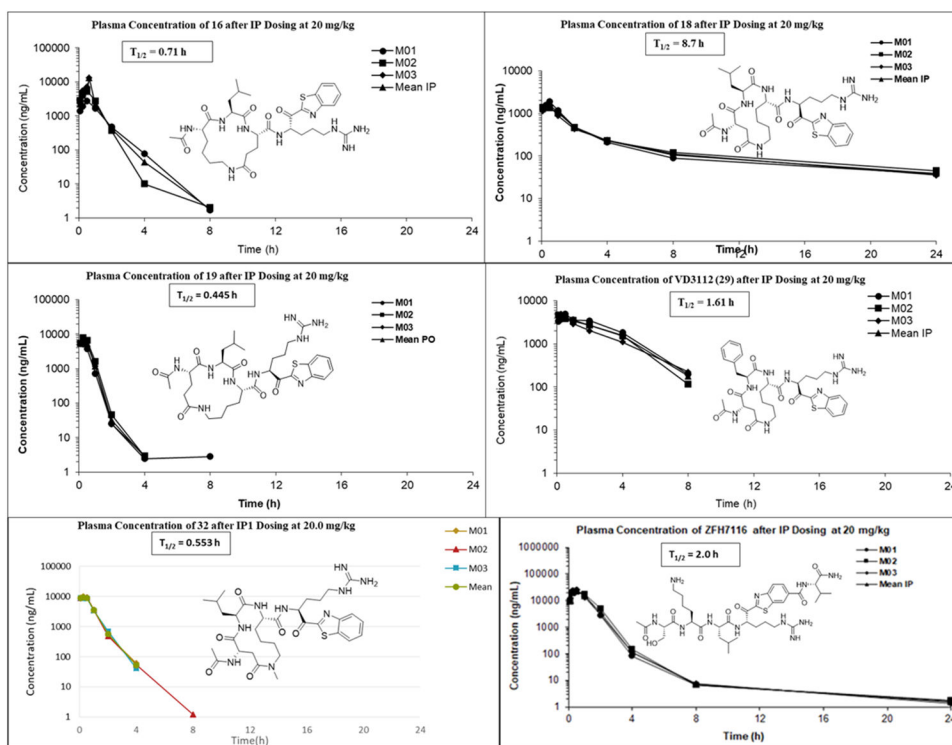 Plasma Concentration of 16 after IP Dosing at 20 mg/kg
T1/2 = 0.71 h
M01
M02
M03
Mean IP
Concentration (ng/mL)
100000
10000
1000
100
10
1
0 4 8 12 16 20 24
Time (h)
Plasma Concentration of 18 after IP Dosing at 20 mg/kg
T1/2 = 8.7 h
M01
M02
M03
Mean IP
Concentration (ng/mL)
10000
1000
100
10
1
0 4 8 12 16 20 24
Time (h)
Plasma Concentration of 19 after IP Dosing at 20 mg/kg
T1/2 = 0.445 h
M01
M02
M03
Mean PO
Concentration (ng/mL)
100000
10000
1000
100
10
1
0 4 8 12 16 20 24
Time (h)
Plasma Concentration of VD3112 (29) after IP Dosing at 20 mg/kg
T1/2 = 1.61 h
M01
M02
M03
Mean IP
Concentration (ng/mL)
10000
1000
100
10
1
0 4 8 12 16 20 24
Time (h)
Plasma Concentration of 32 after IP1 Dosing at 20.0 mg/kg
T1/2 = 0.553 h
M01
M02
M03
Mean
Concentration (ng/mL)
100000
10000
1000
100
10
1
0 4 8 12 16 20 24
Time(h)
Plasma Concentration of ZFH7116 after IP Dosing at 20 mg/kg
T1/2 = 2.0 h
M01
M02
M03
Mean IP
Concentration (ng/mL)
1000000
100000
10000
1000
100
10
1
0 4 8 12 16 20 24
Time (h)